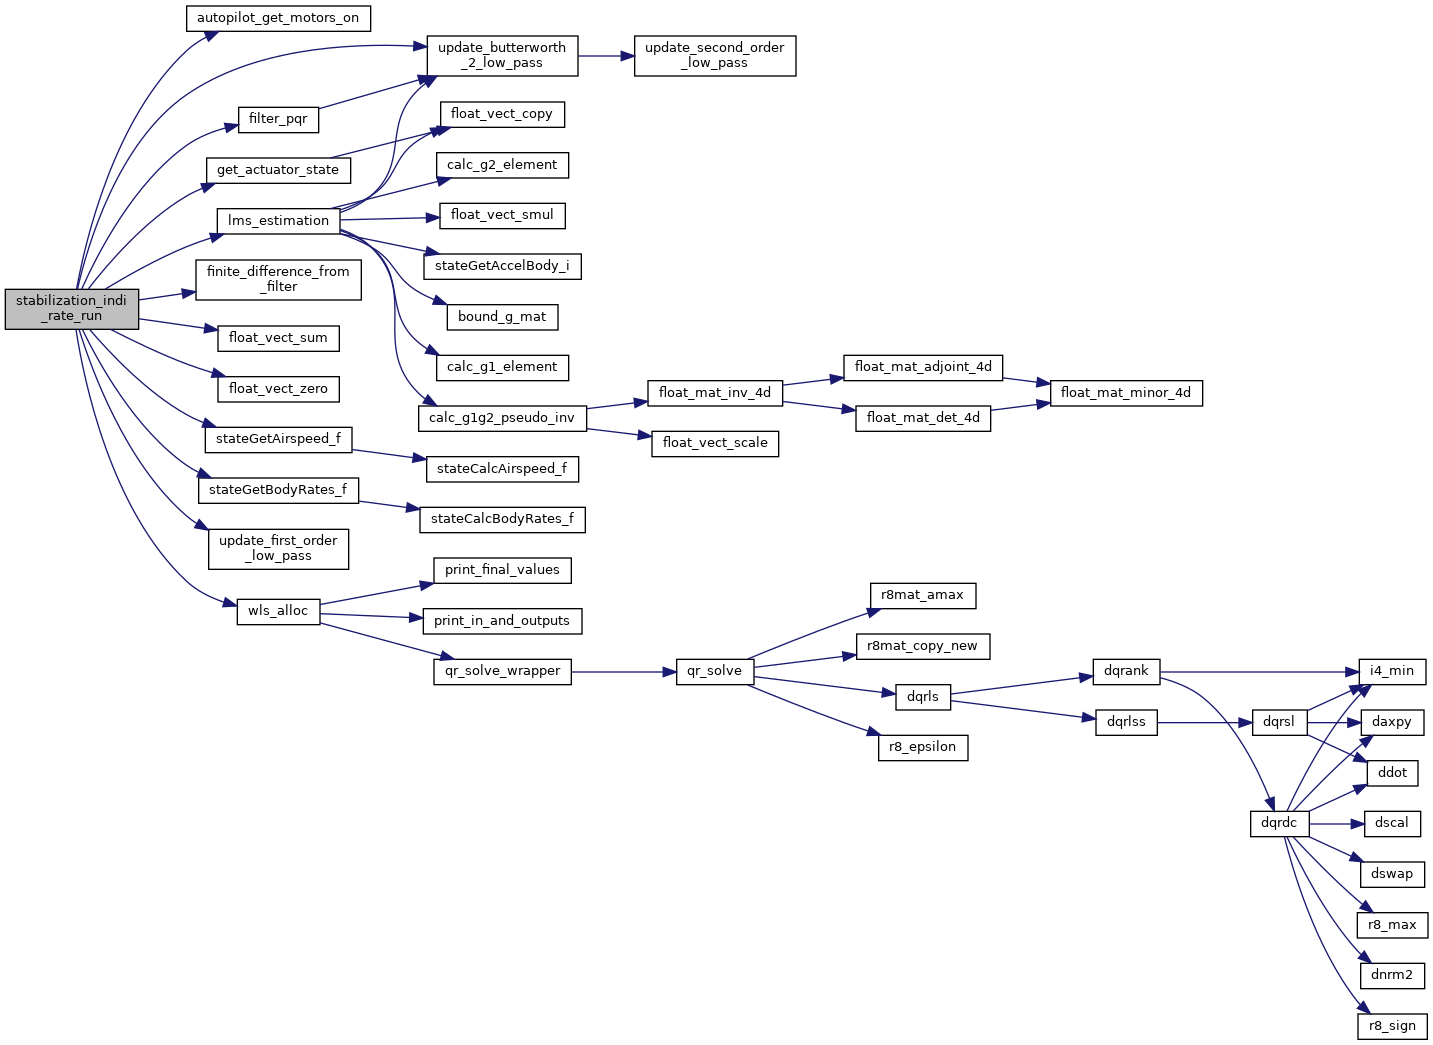 autopilot_get_motors_on
update_butterworth
_2_low_pass
update_second_order
_low_pass
filter_pqr
float_vect_copy
get_actuator_state
calc_g2_element
lms_estimation
float_vect_smul
stateGetAccelBody_i
finite_difference_from
_filter
stabilization_indi
_rate_run
bound_g_mat
float_vect_sum
calc_g1_element
float_mat_adjoint_4d
float_vect_zero
float_mat_inv_4d
float_mat_minor_4d
calc_g1g2_pseudo_inv
float_mat_det_4d
stateGetAirspeed_f
float_vect_scale
stateCalcAirspeed_f
stateGetBodyRates_f
stateCalcBodyRates_f
update_first_order
_low_pass
print_final_values
wls_alloc
print_in_and_outputs
r8mat_amax
r8mat_copy_new
qr_solve_wrapper
qr_solve
dqrank
i4_min
dqrls
dqrlss
dqrsl
daxpy
r8_epsilon
ddot
dqrdc
dscal
dswap
r8_max
dnrm2
r8_sign